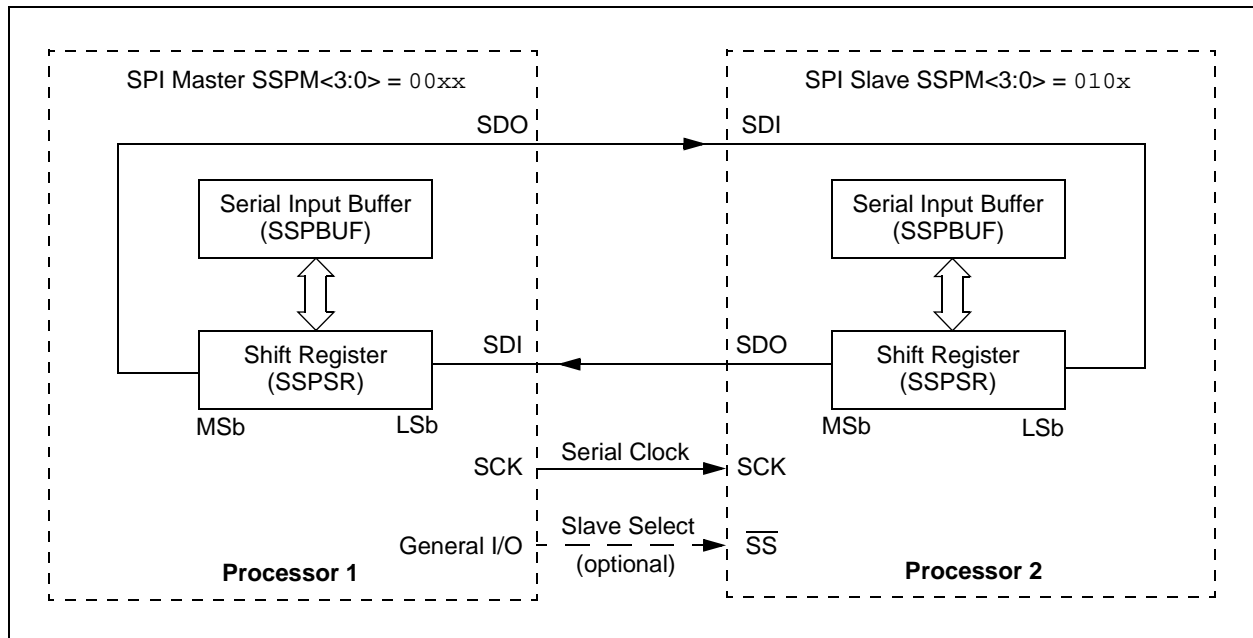 SPI Master SSPM<3:0> = 00xx
SPI Slave SSPM<3:0> = 010x
SDO
SDI
Serial Input Buffer
(SSPBUF)
Serial Input Buffer
(SSPBUF)
SDI
SDO
Shift Register
(SSPSR)
Shift Register
(SSPSR)
MSb
LSb
MSb
LSb
SCK
Serial Clock
SCK
General I/O
Slave Select
(optional)
S̅S̅
Processor 1
Processor 2